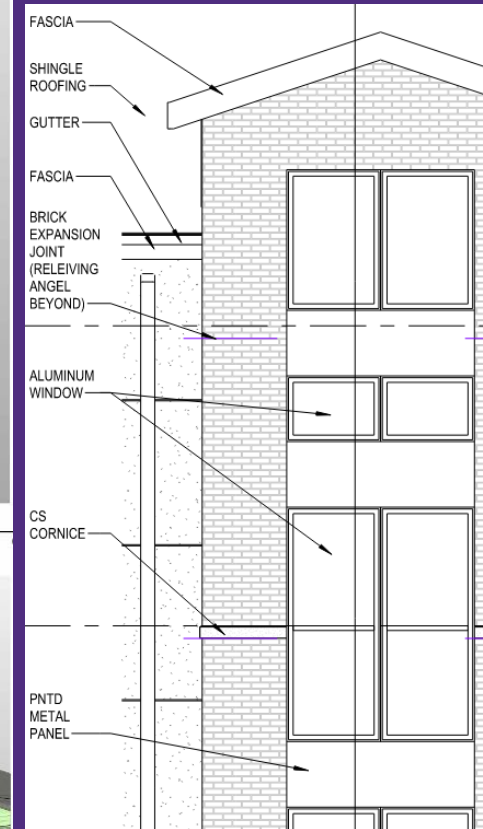 FASCIA
SHINGLE
ROOFING
GUTTER
FASCIA
BRICK
EXPANSION
JOINT
(RELEIVING
ANGEL
BEYOND)
ALUMINUM
WINDOW
CS
CORNICE
PNTD
METAL
PANEL